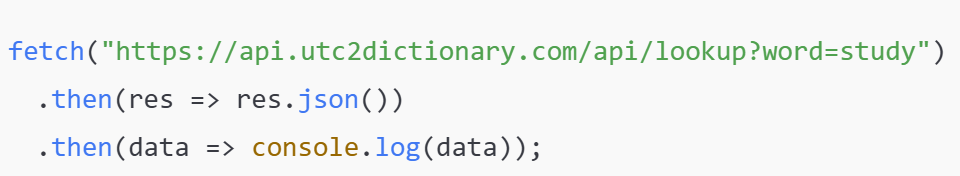 fetch("https://api.utc2dictionary.com/api/lookup?word=study")
.then(res => res.json())
.then(data => console.log(data));